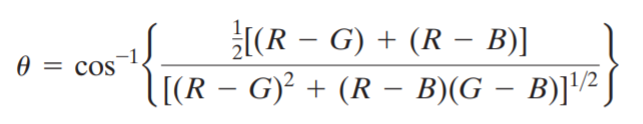 θ = cos⁻¹{ ½[(R − G) + (R − B)] / [(R − G)² + (R − B)(G − B)]^{1/2} }